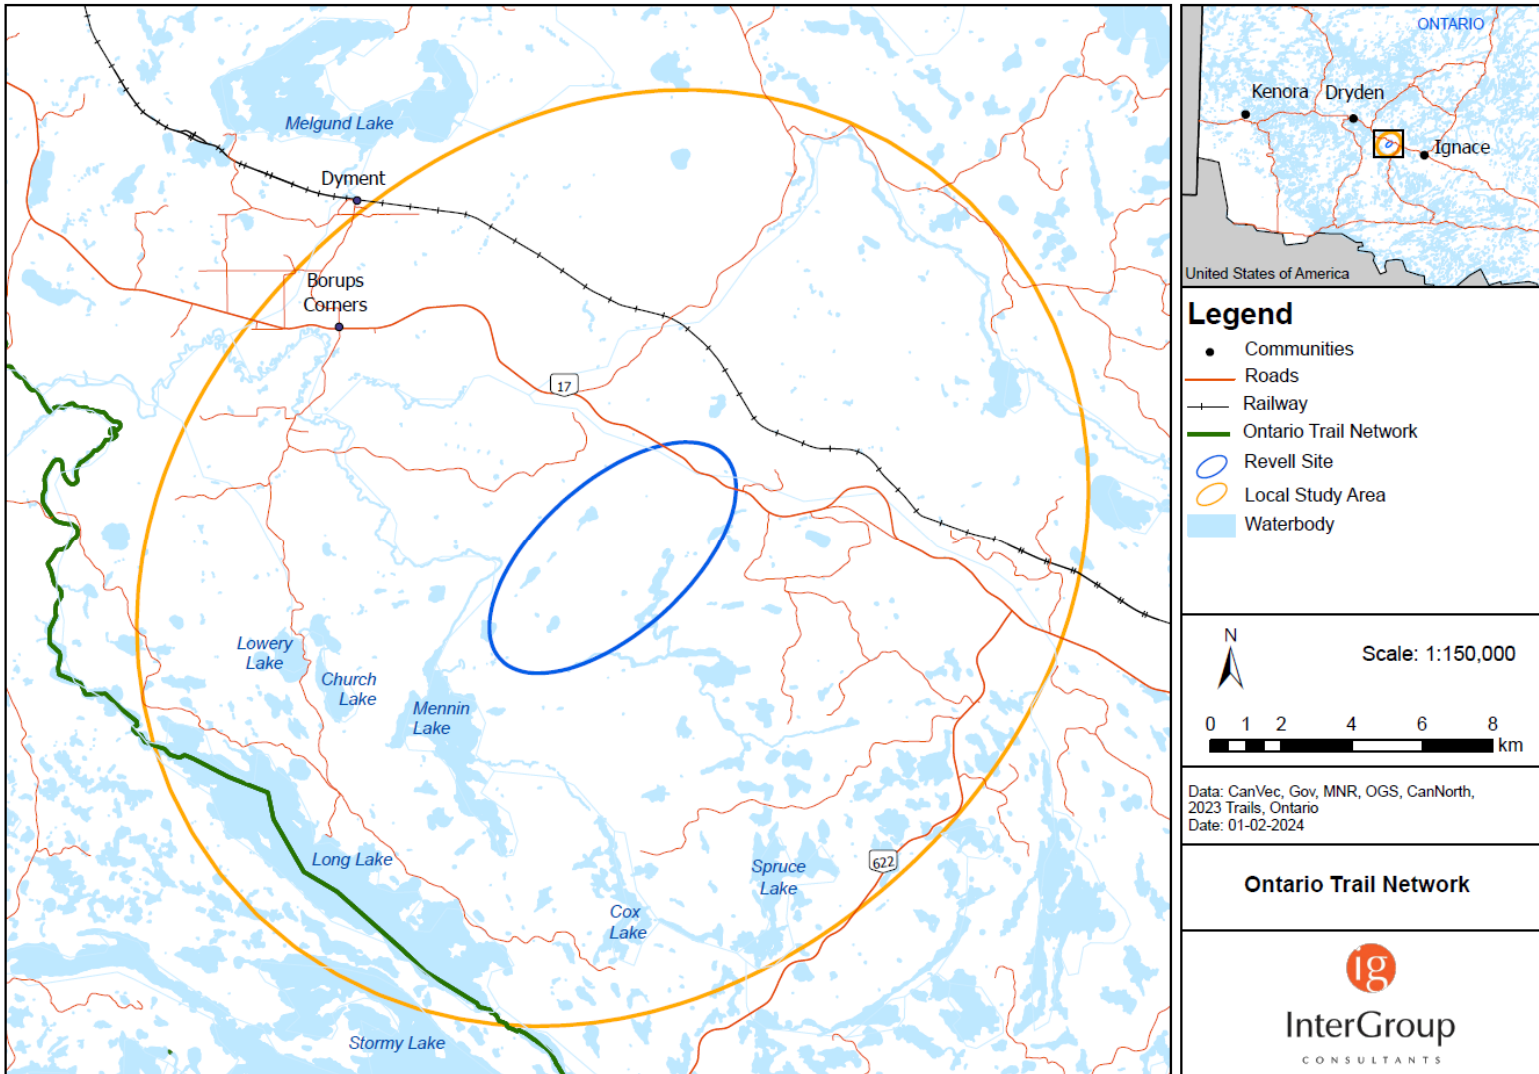 Melgund Lake
Dyment
Borups
Corners
17
Lowery
Lake
Church
Lake
Mennin
Lake
Long Lake
Spruce
Lake
622
Cox
Lake
Stormy Lake
ONTARIO
Kenora
Dryden
Ignace
United States of America
Legend
Communities
Roads
Railway
Ontario Trail Network
Revell Site
Local Study Area
Waterbody
N
Scale: 1:150,000
0 1 2 4 6 8
km
Data: CanVec, Gov, MNR, OGS, CanNorth,
2023 Trails, Ontario
Date: 01-02-2024
Ontario Trail Network
ig
InterGroup
CONSULTANTS